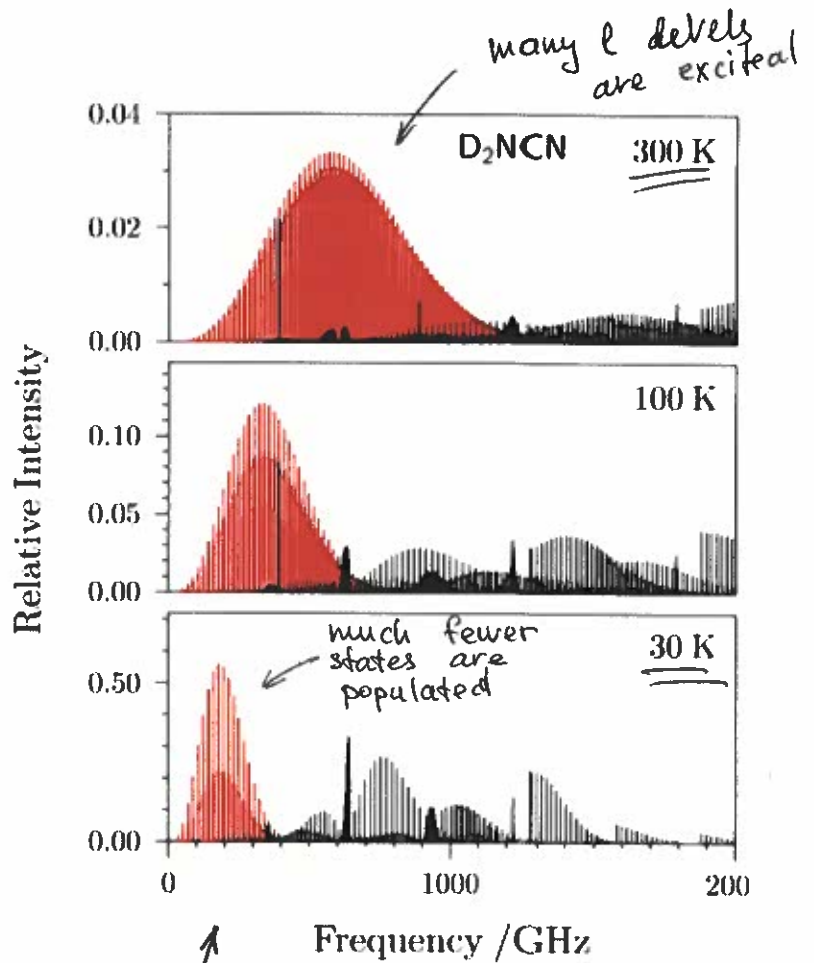 many l levels
are excited
0.04
D₂NCN
300 K
0.02
0.00
100 K
0.10
0.05
0.00
Relative Intensity
much fewer
states are
populated
30 K
0.50
0.00
0
1000
200
Frequency /GHz